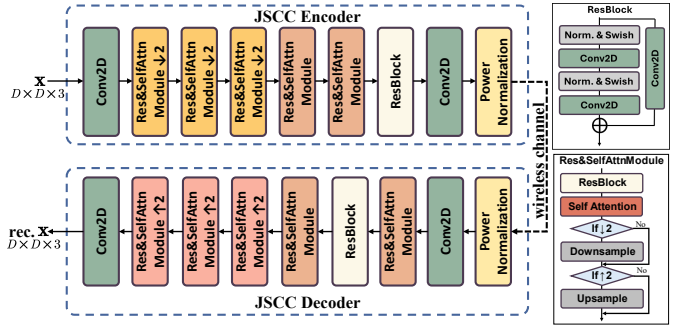 JSCC Encoder
x
D×D×3
Conv2D
Res&SelfAttn
Module ↓2
Res&SelfAttn
Module ↓2
Res&SelfAttn
Module ↓2
Res&SelfAttn
Module
Res&SelfAttn
Module
ResBlock
Conv2D
Power
Normalization
wireless channel
rec. x
D×D×3
Conv2D
Res&SelfAttn
Module ↑2
Res&SelfAttn
Module ↑2
Res&SelfAttn
Module ↑2
Res&SelfAttn
Module
ResBlock
Res&SelfAttn
Module
Conv2D
Power
Normalization
JSCC Decoder
ResBlock
Norm. & Swish
Conv2D
Norm. & Swish
Conv2D
Conv2D
Res&SelfAttnModule
ResBlock
Self Attention
If ↓2
No
Downsample
If ↑2
No
Upsample